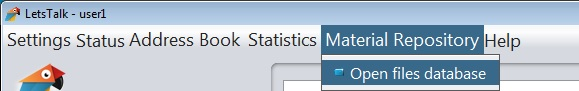 LetsTalk - user1
Settings Status Address Book Statistics Material Repository Help
Open files database